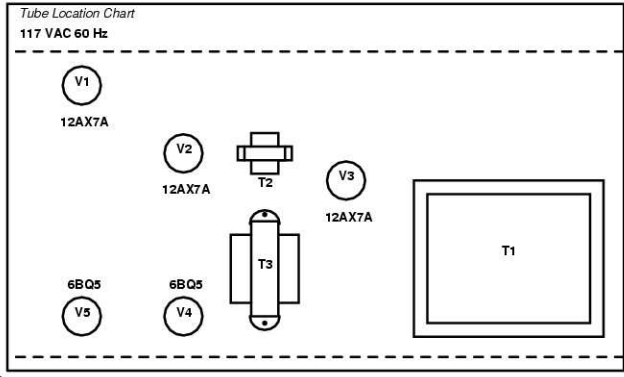 Tube Location Chart
117 VAC 60 Hz
V1
12AX7A
V2
12AX7A
T2
V3
12AX7A
T3
T1
6BQ5
V5
6BQ5
V4